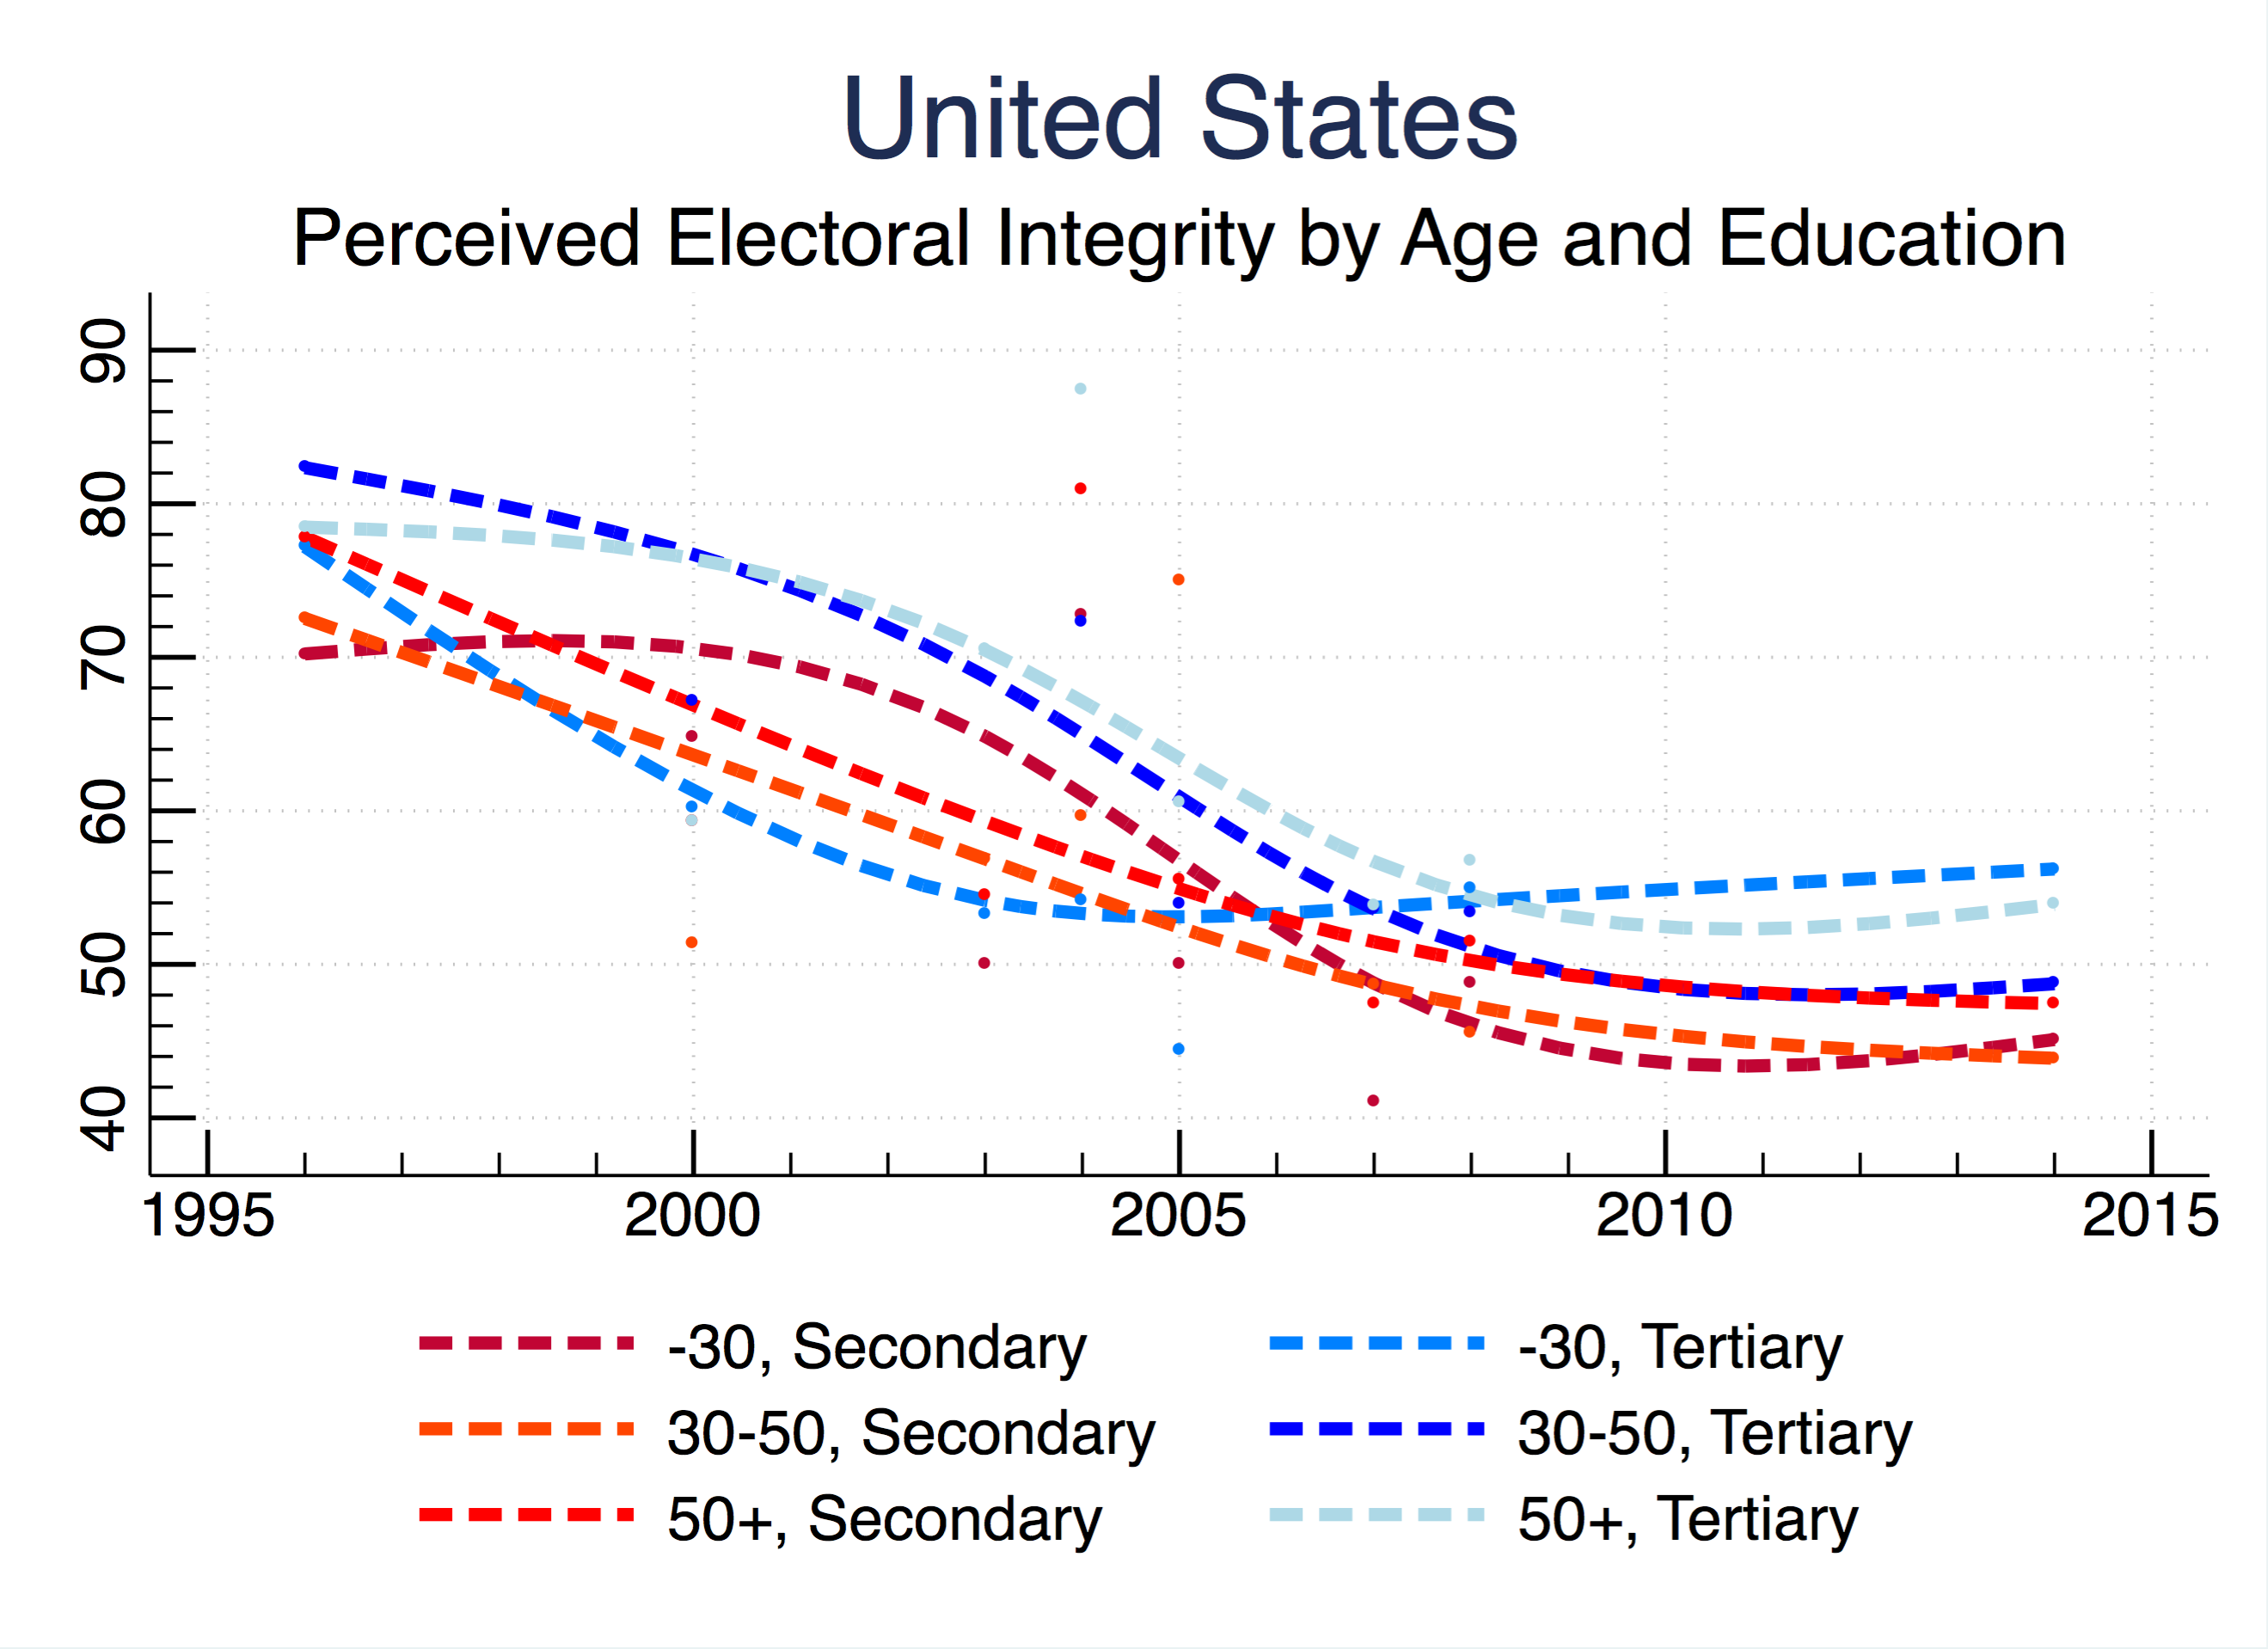 United States
Perceived Electoral Integrity by Age and Education
90
80
70
60
50
40
1995 2000 2005 2010 2015
-30, Secondary -30, Tertiary
30-50, Secondary 30-50, Tertiary
50+, Secondary 50+, Tertiary